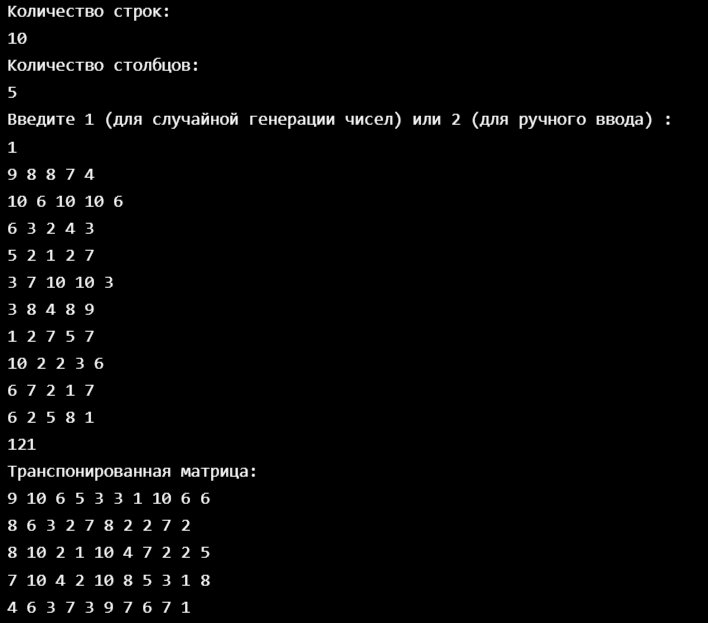 Количество строк:
10
Количество столбцов:
5
Введите 1 (для случайной генерации чисел) или 2 (для ручного ввода) :
1
9 8 8 7 4
10 6 10 10 6
6 3 2 4 3
5 2 1 2 7
3 7 10 10 3
3 8 4 8 9
1 2 7 5 7
10 2 2 3 6
6 7 2 1 7
6 2 5 8 1
121
Транспонированная матрица:
9 10 6 5 3 3 1 10 6 6
8 6 3 2 7 8 2 2 7 2
8 10 2 1 10 4 7 2 2 5
7 10 4 2 10 8 5 3 1 8
4 6 3 7 3 9 7 6 7 1